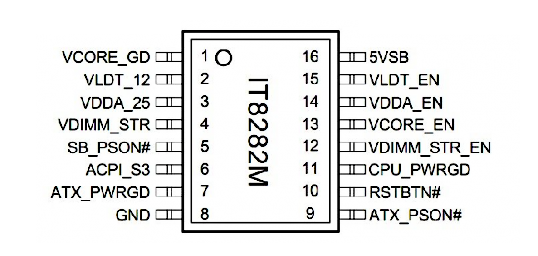 VCORE_GD 1 16 5VSB
VLDT_12 2 15 VLDT_EN
VDDA_25 3 14 VDDA_EN
VDIMM_STR 4 13 VCORE_EN
SB_PSON# 5 12 VDIMM_STR_EN
ACPI_S3 6 11 CPU_PWRGD
ATX_PWRGD 7 10 RSTBTN#
GND 8 9 ATX_PSON#
IT8282M